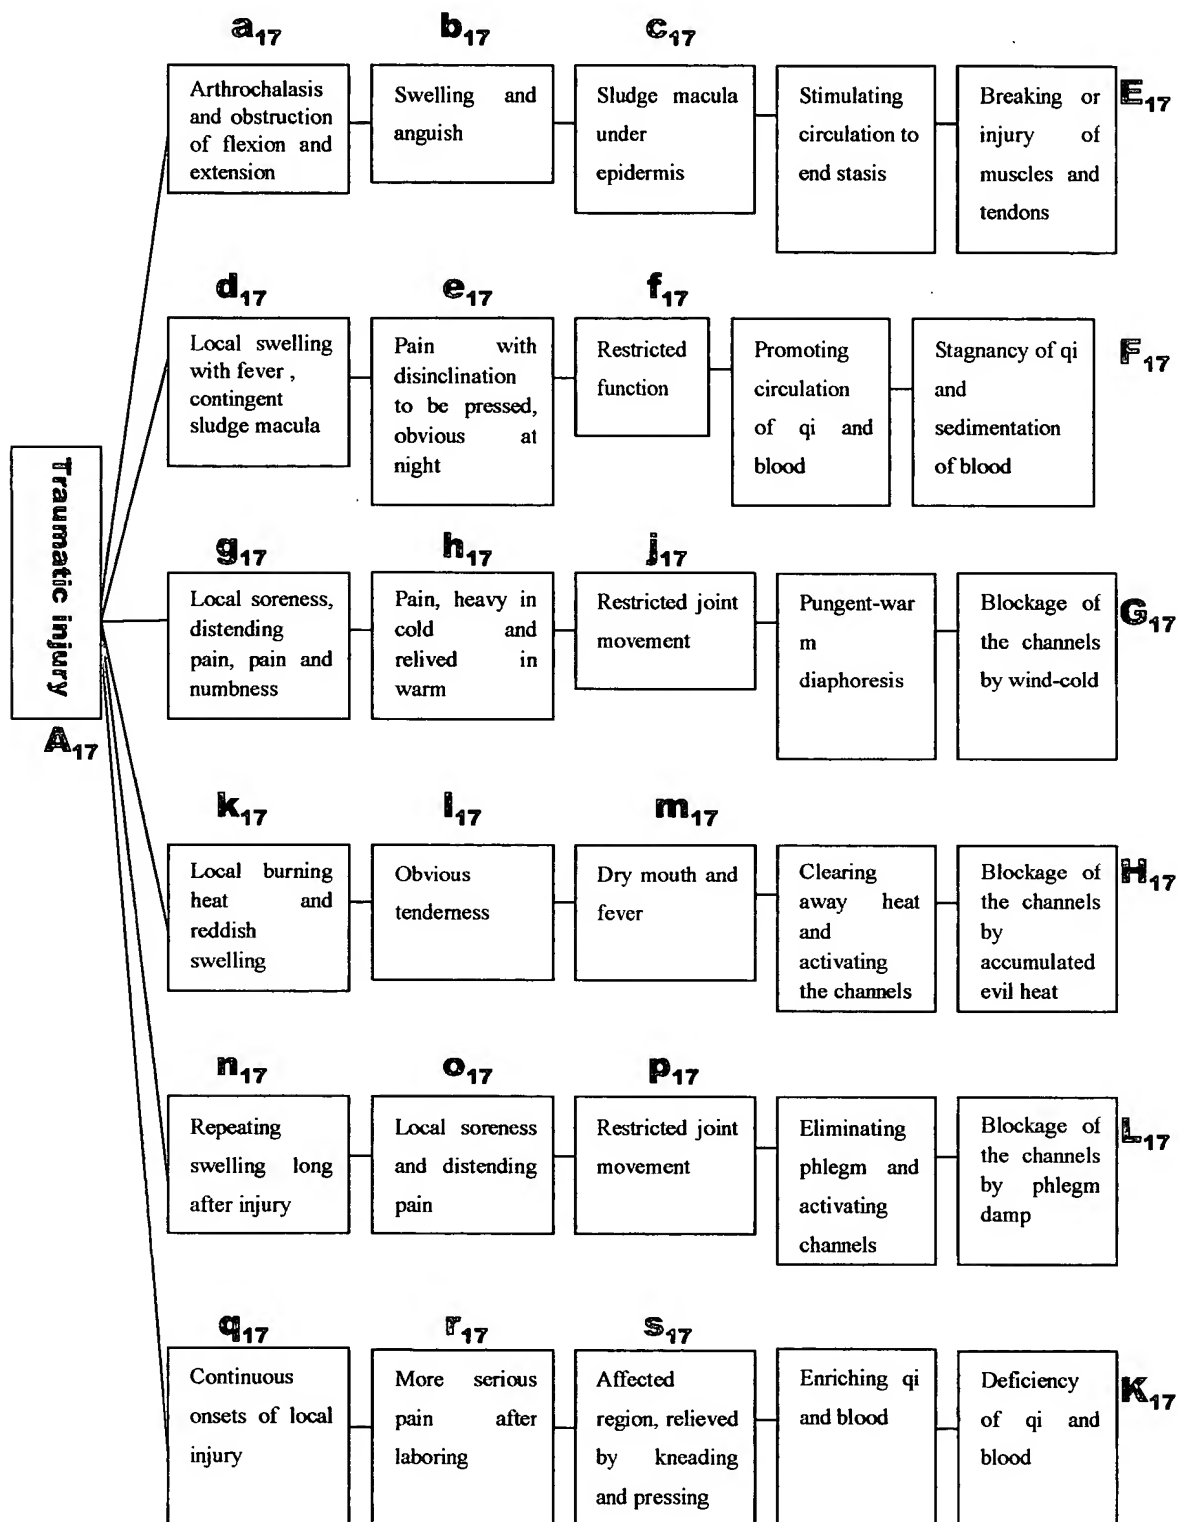 a17
b17
c17
Arthrochalasis
and obstruction
of flexion and
extension
Swelling and
anguish
Sludge macula
under
epidermis
Stimulating
circulation to
end stasis
Breaking or
injury of
muscles and
tendons
E17
d17
e17
f17
Local swelling
with fever ,
contingent
sludge macula
Pain with
disinclination
to be pressed,
obvious at
night
Restricted
function
Promoting
circulation
of qi and
blood
Stagnancy of qi
and
sedimentation
of blood
F17
Traumatic injury
A17
g17
h17
j17
Local soreness,
distending
pain, pain and
numbness
Pain, heavy in
cold and
relived in
warm
Restricted joint
movement
Pungent-war
m
diaphoresis
Blockage of
the channels
by wind-cold
G17
k17
l17
m17
Local burning
heat and
reddish
swelling
Obvious
tenderness
Dry mouth and
fever
Clearing
away heat
and
activating
the channels
Blockage of
the channels
by
accumulated
evil heat
H17
n17
o17
p17
Repeating
swelling long
after injury
Local soreness
and distending
pain
Restricted joint
movement
Eliminating
phlegm and
activating
channels
Blockage of
the channels
by phlegm
damp
L17
q17
r17
s17
Continuous
onsets of local
injury
More serious
pain after
laboring
Affected
region, relieved
by kneading
and pressing
Enriching qi
and blood
Deficiency
of qi and
blood
K17